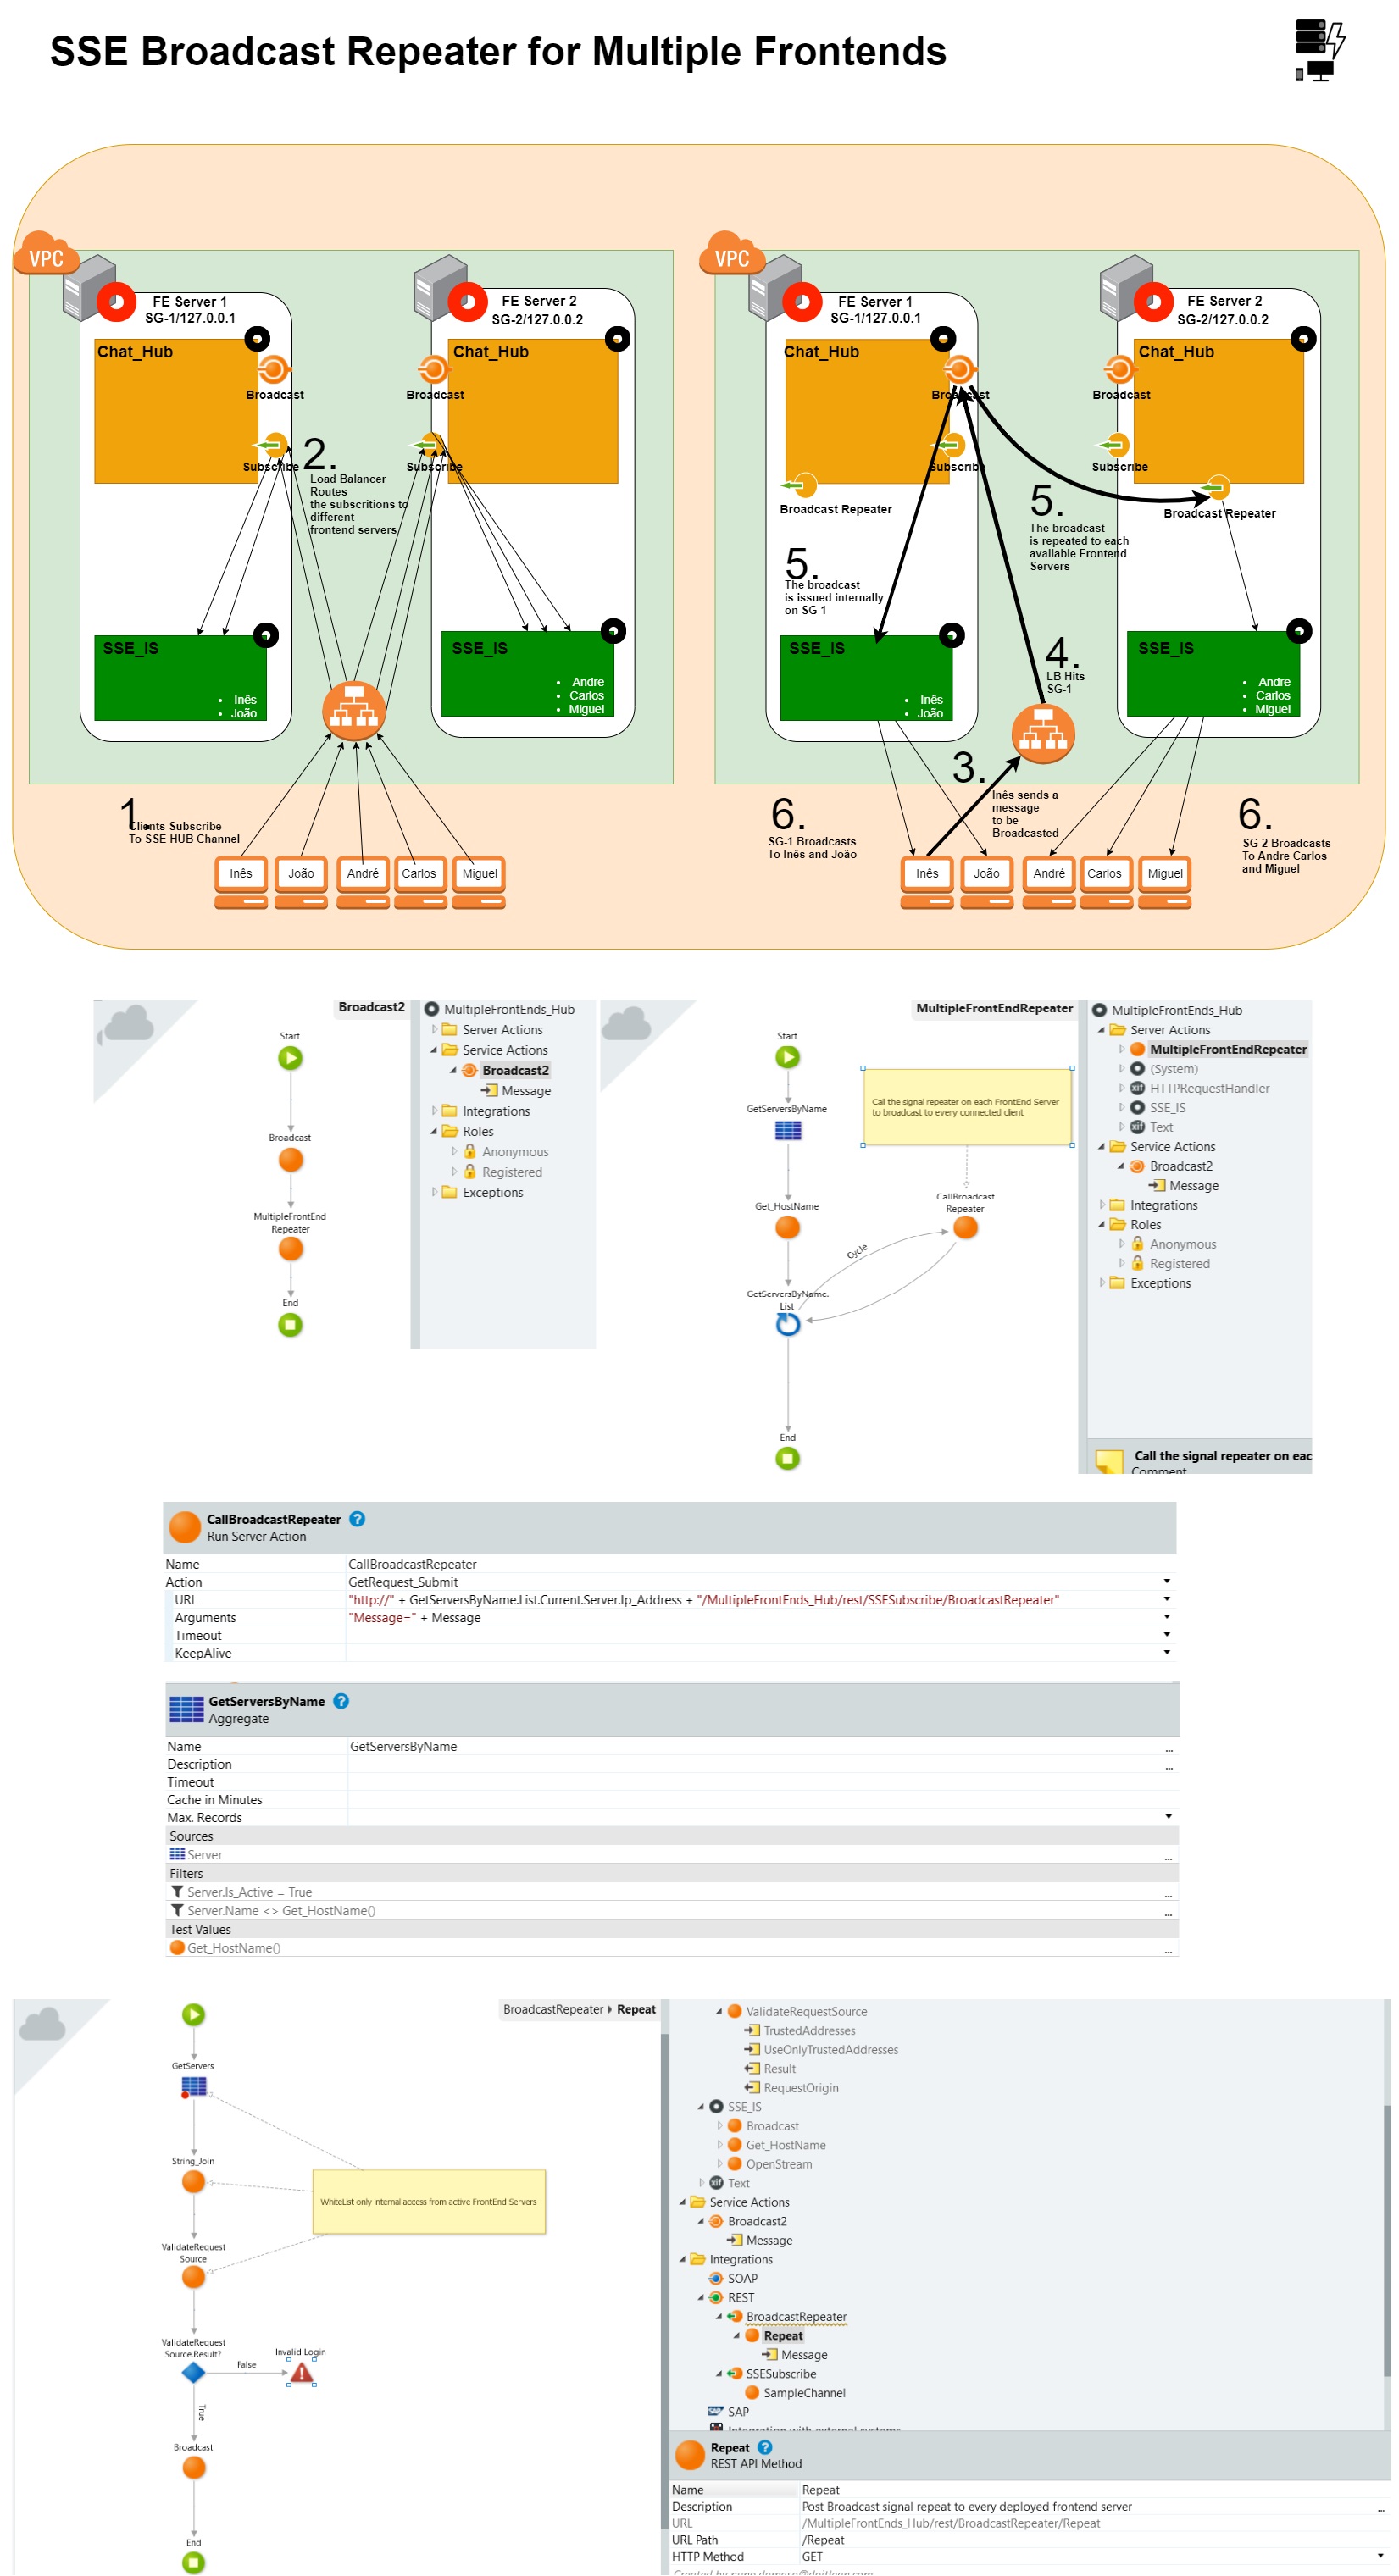 SSE Broadcast Repeater for Multiple Frontends
VPC
FE Server 1
SG-1/127.0.0.1
Chat_Hub
Broadcast
Subscribe
2.
Load Balancer
Routes
the subscritions to
different
frontend servers
FE Server 2
SG-2/127.0.0.2
Chat_Hub
Broadcast
Subscribe
SSE_IS
• Inês
• João
SSE_IS
• Andre
• Carlos
• Miguel
1.
Clients Subscribe
To SSE HUB Channel
Inês
João
André
Carlos
Miguel
VPC
FE Server 1
SG-1/127.0.0.1
Chat_Hub
Broadcast
Subscribe
Broadcast Repeater
5.
The broadcast
is issued internally
on SG-1
FE Server 2
SG-2/127.0.0.2
Chat_Hub
Broadcast
Subscribe
Broadcast Repeater
5.
The broadcast
is repeated to each
available Frontend
Servers
SSE_IS
• Inês
• João
4.
LB Hits
SG-1
SSE_IS
• Andre
• Carlos
• Miguel
3.
Inês sends a
message
to be
Broadcasted
6.
SG-1 Broadcasts
To Inês and João
6.
SG-2 Broadcasts
To Andre Carlos
and Miguel
Inês
João
André
Carlos
Miguel
Broadcast2
Start
Broadcast
MultipleFrontEnd
Repeater
End
MultipleFrontEnds_Hub
Server Actions
Service Actions
Broadcast2
Message
Integrations
Roles
Anonymous
Registered
Exceptions
MultipleFrontEndRepeater
Start
GetServersByName
Get_HostName
GetServersByName.
List
Cycle
Call the signal repeater on each FrontEnd Server
to broadcast to every connected client
CallBroadcast
Repeater
End
MultipleFrontEnds_Hub
Server Actions
MultipleFrontEndRepeater
(System)
HTTPRequestHandler
SSE_IS
Text
Service Actions
Broadcast2
Message
Integrations
Roles
Anonymous
Registered
Exceptions
Call the signal repeater on eac
Comment
CallBroadcastRepeater
Run Server Action
Name CallBroadcastRepeater
Action GetRequest_Submit
URL "http://" + GetServersByName.List.Current.Server.Ip_Address + "/MultipleFrontEnds_Hub/rest/SSESubscribe/BroadcastRepeater"
Arguments "Message=" + Message
Timeout
KeepAlive
GetServersByName
Aggregate
Name GetServersByName ...
Description ...
Timeout
Cache in Minutes
Max. Records
Sources
Server ...
Filters
Server.Is_Active = True ...
Server.Name <> Get_HostName() ...
Test Values
Get_HostName() ...
BroadcastRepeater Repeat
GetServers
String_Join
WhiteList only internal access from active FrontEnd Servers
ValidateRequest
Source
ValidateRequest
Source.Result?
False
Invalid Login
True
Broadcast
End
ValidateRequestSource
TrustedAddresses
UseOnlyTrustedAddresses
Result
RequestOrigin
SSE_IS
Broadcast
Get_HostName
OpenStream
Text
Service Actions
Broadcast2
Message
Integrations
SOAP
REST
BroadcastRepeater
Repeat
Message
SSESubscribe
SampleChannel
SAP
Integration with external systems
Repeat
REST API Method
Name Repeat
Description Post Broadcast signal repeat to every deployed frontend server ...
URL /MultipleFrontEnds_Hub/rest/BroadcastRepeater/Repeat
URL Path /Repeat
HTTP Method GET
Created by nuno.damaso@doitlean.com